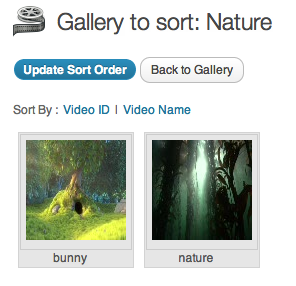 Gallery to sort: Nature
Update Sort Order Back to Gallery
Sort By : Video ID | Video Name
bunny nature